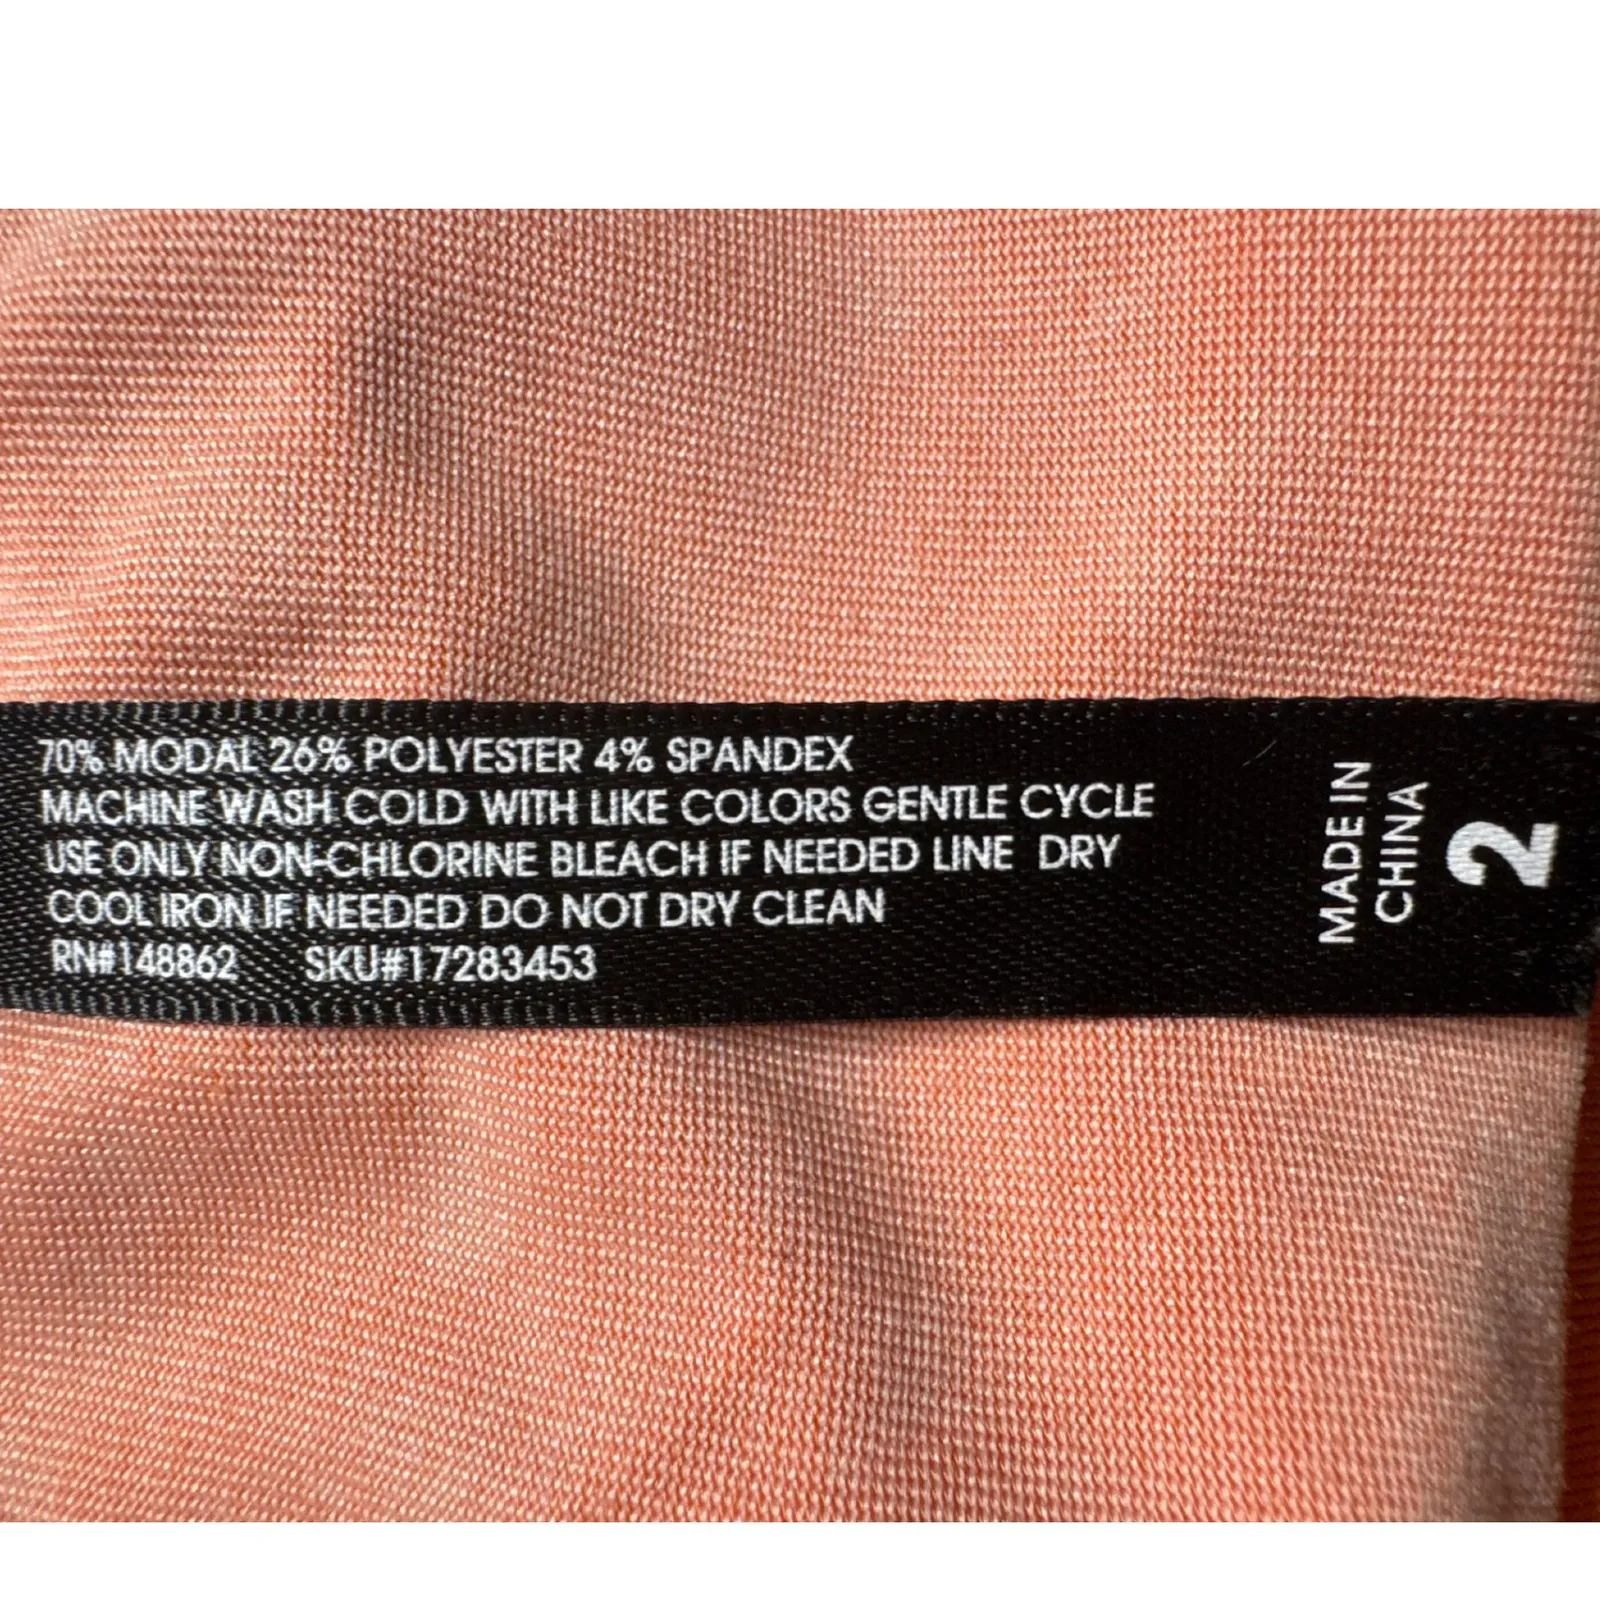 70% MODAL 26% POLYESTER 4% SPANDEX
MACHINE WASH COLD WITH LIKE COLORS GENTLE CYCLE
USE ONLY NON-CHLORINE BLEACH IF NEEDED LINE DRY
COOL IRON IF NEEDED DO NOT DRY CLEAN
RN#148862 SKU#17283453
MADE IN
CHINA
2